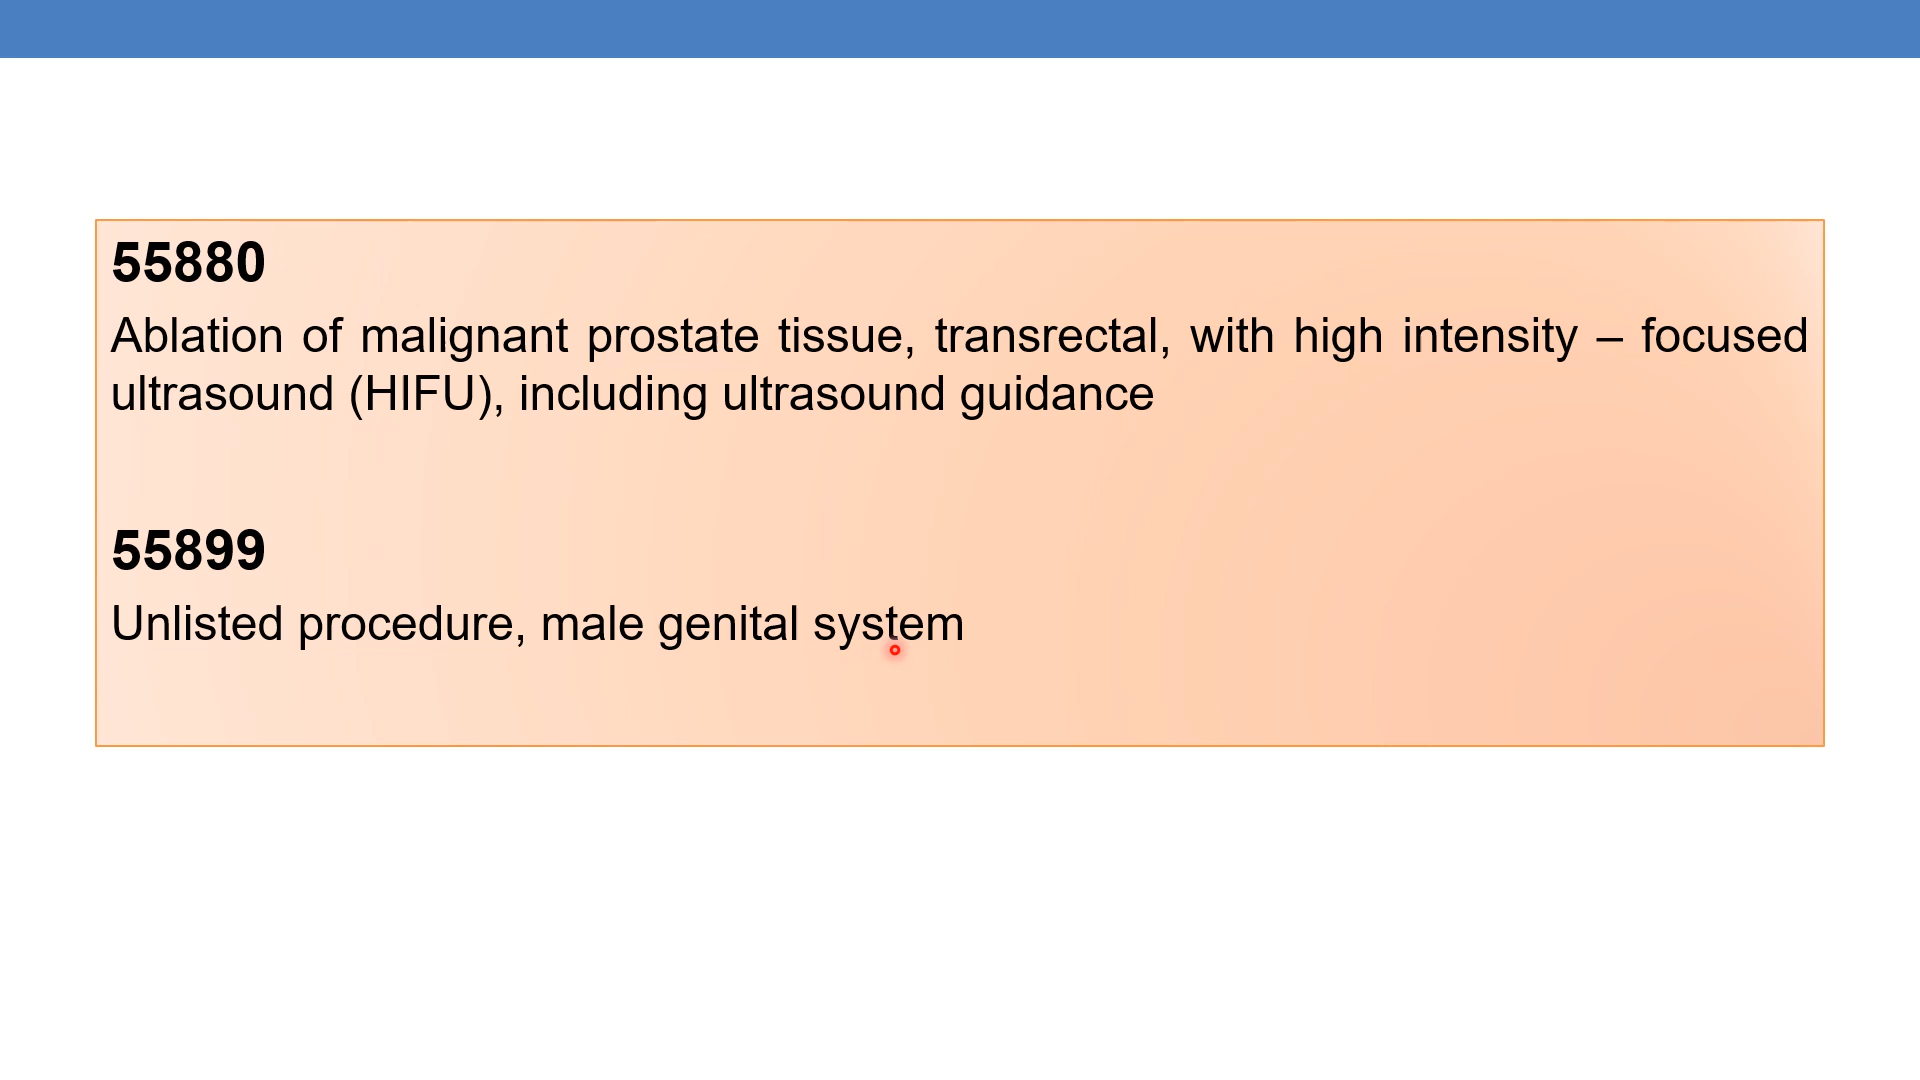 55880
Ablation of malignant prostate tissue, transrectal, with high intensity – focused
ultrasound (HIFU), including ultrasound guidance
55899
Unlisted procedure, male genital system